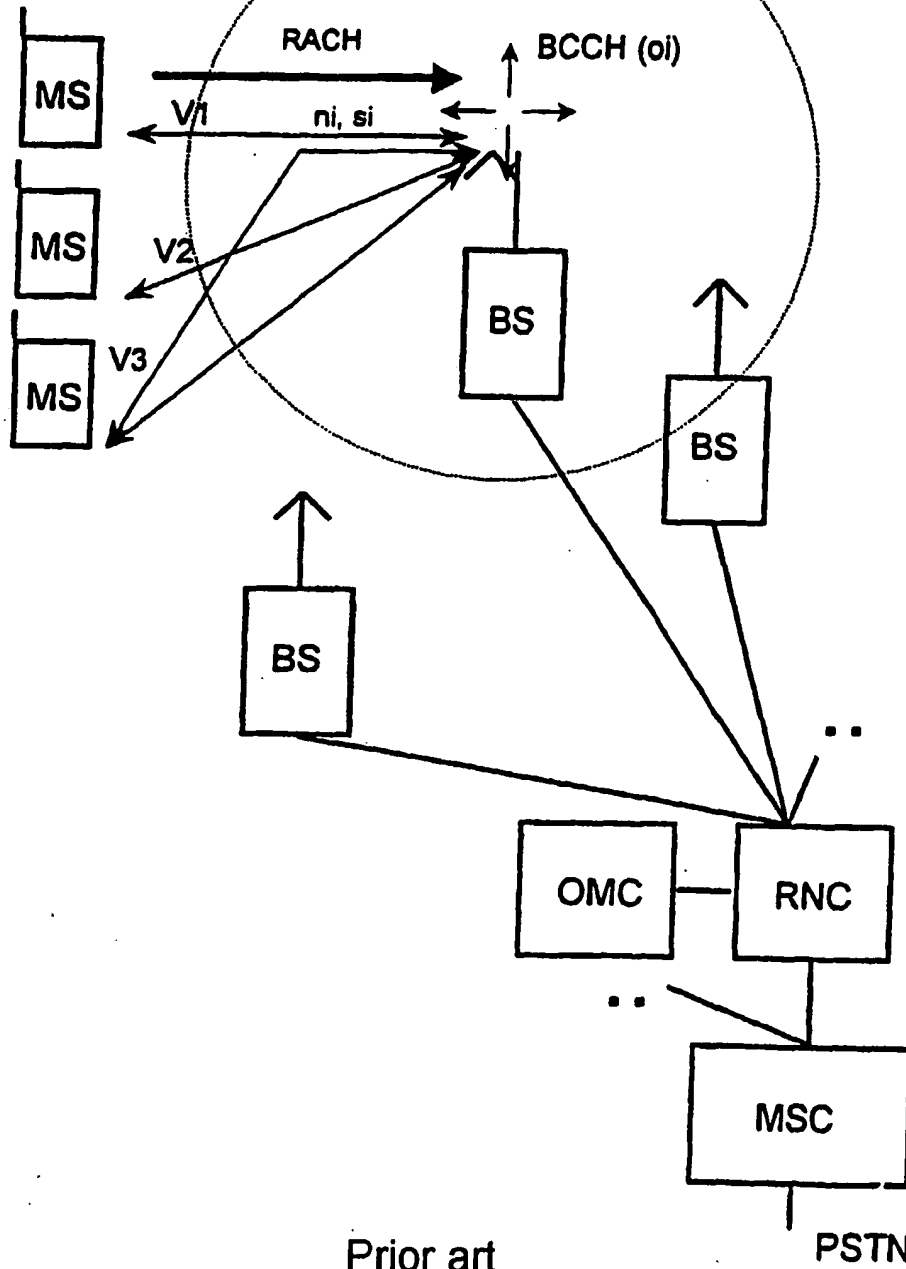 RACH
BCCH (oi)
MS
V1
ni, si
MS
V2
BS
V3
MS
BS
BS
OMC
RNC
MSC
Prior art
PSTN